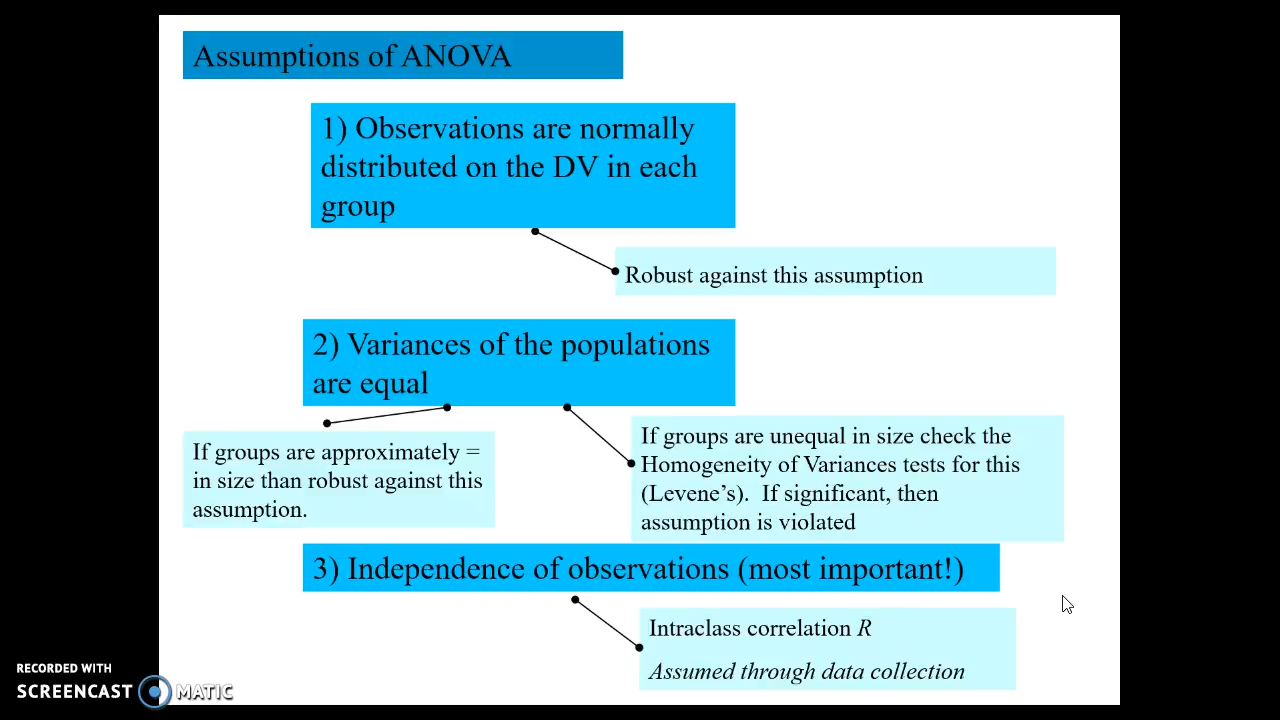 Assumptions of ANOVA
1) Observations are normally
distributed on the DV in each
group
Robust against this assumption
2) Variances of the populations
are equal
If groups are approximately =
in size than robust against this
assumption.
If groups are unequal in size check the
Homogeneity of Variances tests for this
(Levene’s).  If significant, then
assumption is violated
3) Independence of observations (most important!)
Intraclass correlation R
Assumed through data collection
RECORDED WITH
SCREENCAST MATIC